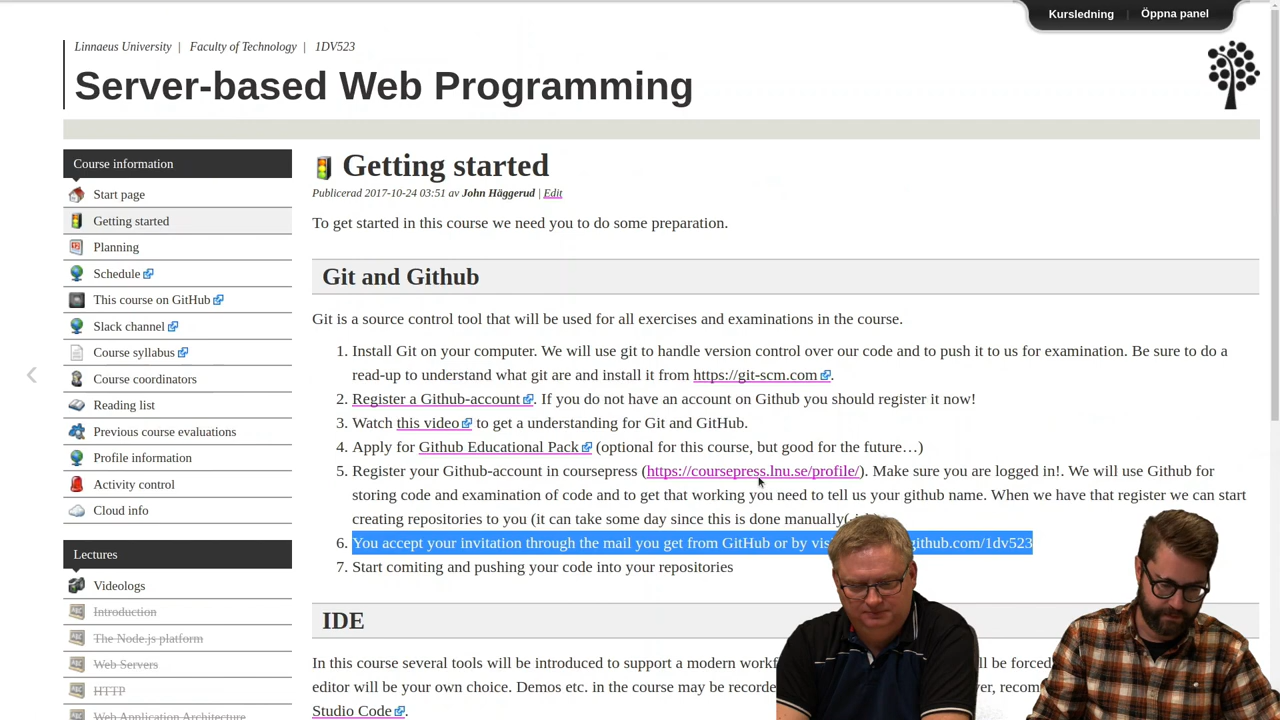 Kursledning | Öppna panel
Linnaeus University | Faculty of Technology | 1DV523
Server-based Web Programming
Course information
Start page
Getting started
Planning
Schedule
This course on GitHub
Slack channel
Course syllabus
Course coordinators
Reading list
Previous course evaluations
Profile information
Activity control
Cloud info
Lectures
Videologs
Introduction
The Node.js platform
Web Servers
HTTP
Web Application Architecture
Getting started
Publicerad 2017-10-24 03:51 av John Häggerud | Edit
To get started in this course we need you to do some preparation.
Git and Github
Git is a source control tool that will be used for all exercises and examinations in the course.
1. Install Git on your computer. We will use git to handle version control over our code and to push it to us for examination. Be sure to do a
read-up to understand what git are and install it from https://git-scm.com.
2. Register a Github-account. If you do not have an account on Github you should register it now!
3. Watch this video to get a understanding for Git and GitHub.
4. Apply for Github Educational Pack (optional for this course, but good for the future…)
5. Register your Github-account in coursepress (https://coursepress.lnu.se/profile/). Make sure you are logged in!. We will use Github for
storing code and examination of code and to get that working you need to tell us your github name. When we have that register we can start
creating repositories to you (it can take some day since this is done manually(
6. You accept your invitation through the mail you get from GitHub or by github.com/1dv523
7. Start comiting and pushing your code into your repositories
IDE
In this course several tools will be introduced to support a modern ll be forced
editor will be your own choice. Demos etc. in the course may be
Studio Code.